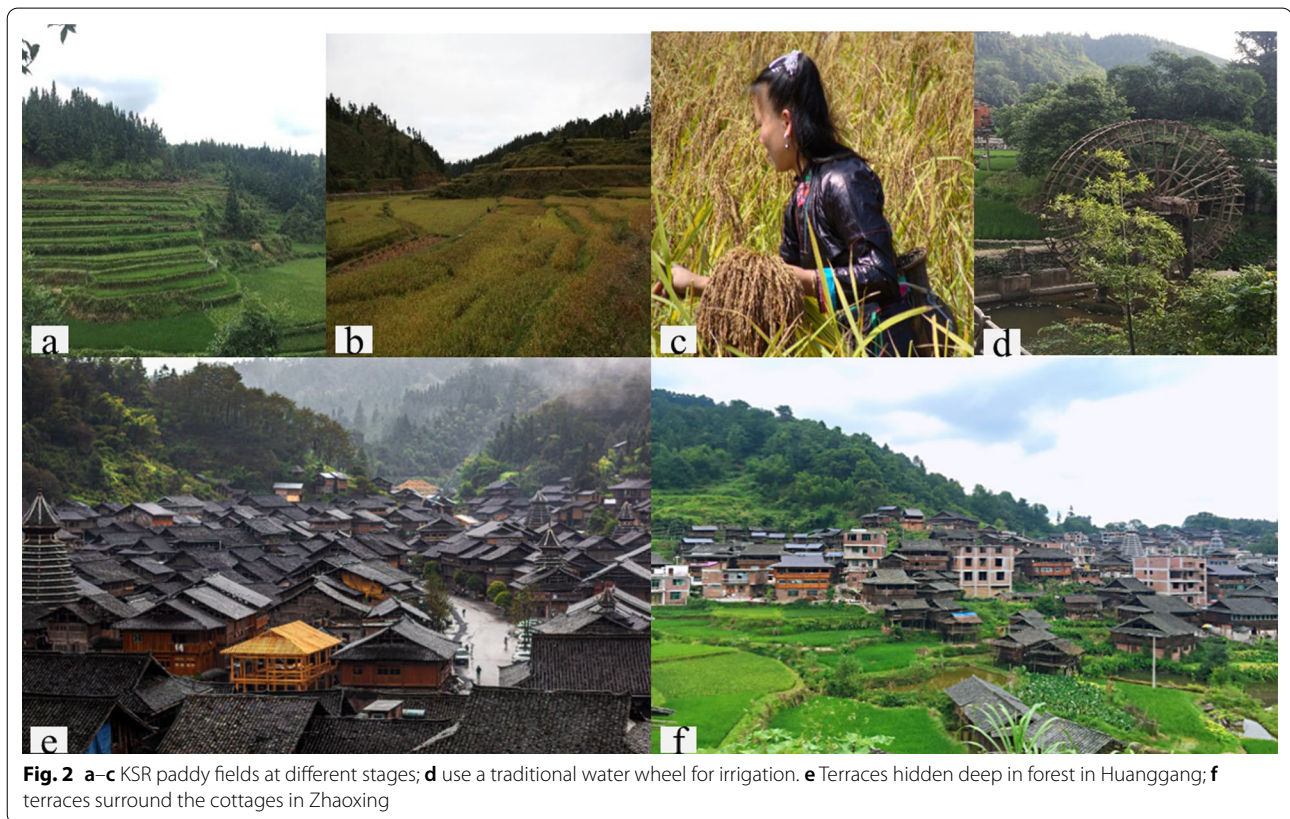 a
b
c
d
e
f
Fig. 2 a–c KSR paddy fields at different stages; d use a traditional water wheel for irrigation. e Terraces hidden deep in forest in Huanggang; f
terraces surround the cottages in Zhaoxing